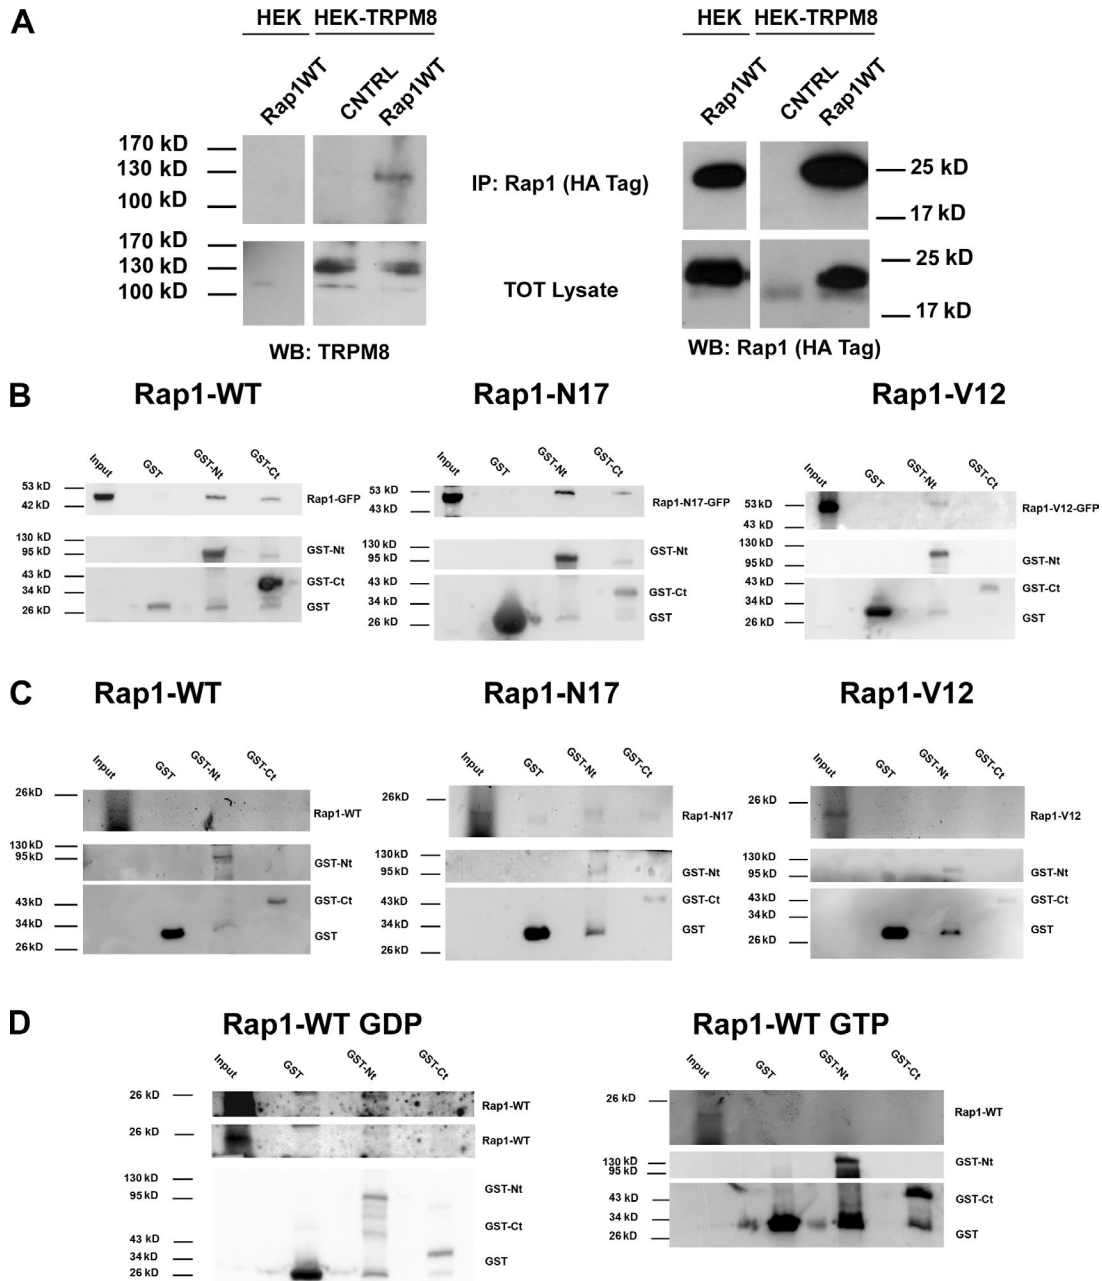 A
HEK HEK-TRPM8 HEK HEK-TRPM8
Rap1WT CNTRL Rap1WT Rap1WT CNTRL Rap1WT
170 kD
130 kD
100 kD
IP: Rap1 (HA Tag)
25 kD
17 kD
170 kD
130 kD
100 kD
TOT Lysate
25 kD
17 kD
WB: TRPM8 WB: Rap1 (HA Tag)
B
Rap1-WT Rap1-N17 Rap1-V12
Input GST GST-Nt GST-Ct
53 kD
42 kD
Rap1-GFP
130 kD
95 kD
GST-Nt
43 kD
34 kD
26 kD
GST-Ct
GST
Input GST GST-Nt GST-Ct
53 kD
43 kD
Rap1-N17-GFP
130 kD
95 kD
GST-Nt
43 kD
34 kD
26 kD
GST-Ct
GST
Input GST GST-Nt GST-Ct
53 kD
43 kD
Rap1-V12-GFP
130 kD
95 kD
GST-Nt
43 kD
34 kD
26 kD
GST-Ct
GST
C
Rap1-WT Rap1-N17 Rap1-V12
Input GST GST-Nt GST-Ct
26kD
Rap1-WT
130 kD
95 kD
GST-Nt
43 kD
34 kD
26 kD
GST-Ct
GST
Input GST GST-Nt GST-Ct
26kD
Rap1-N17
130 kD
95 kD
GST-Nt
43 kD
34 kD
26 kD
GST-Ct
GST
Input GST GST-Nt GST-Ct
26 kD
Rap1-V12
130 kD
95 kD
GST-Nt
43 kD
34 kD
26 kD
GST-Ct
GST
D
Rap1-WT GDP Rap1-WT GTP
Input GST GST-Nt GST-Ct
26 kD
Rap1-WT
26 kD
Rap1-WT
130 kD
95 kD
43 kD
34 kD
26 kD
GST-Nt
GST-Ct
GST
Input GST GST-Nt GST-Ct
26 kD
Rap1-WT
130 kD
95 kD
GST-Nt
43 kD
34 kD
26 kD
GST-Ct
GST